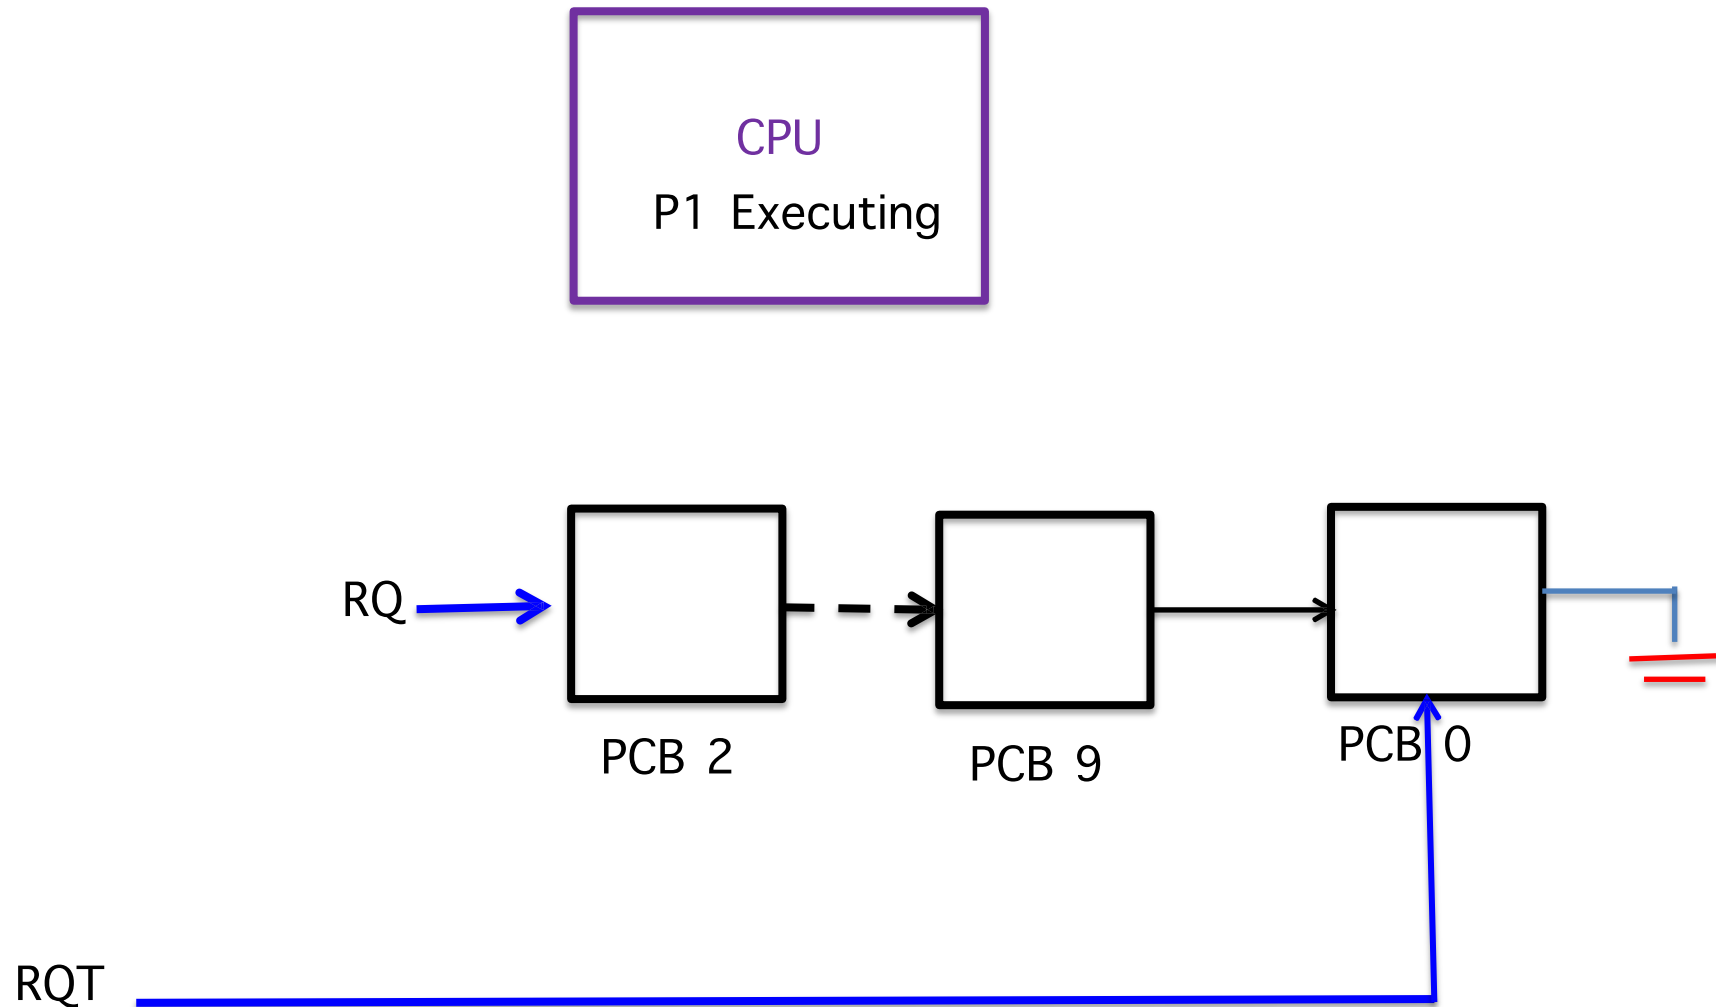 CPU
P1 Executing
RQ
PCB 2
PCB 9
PCB 0
RQT